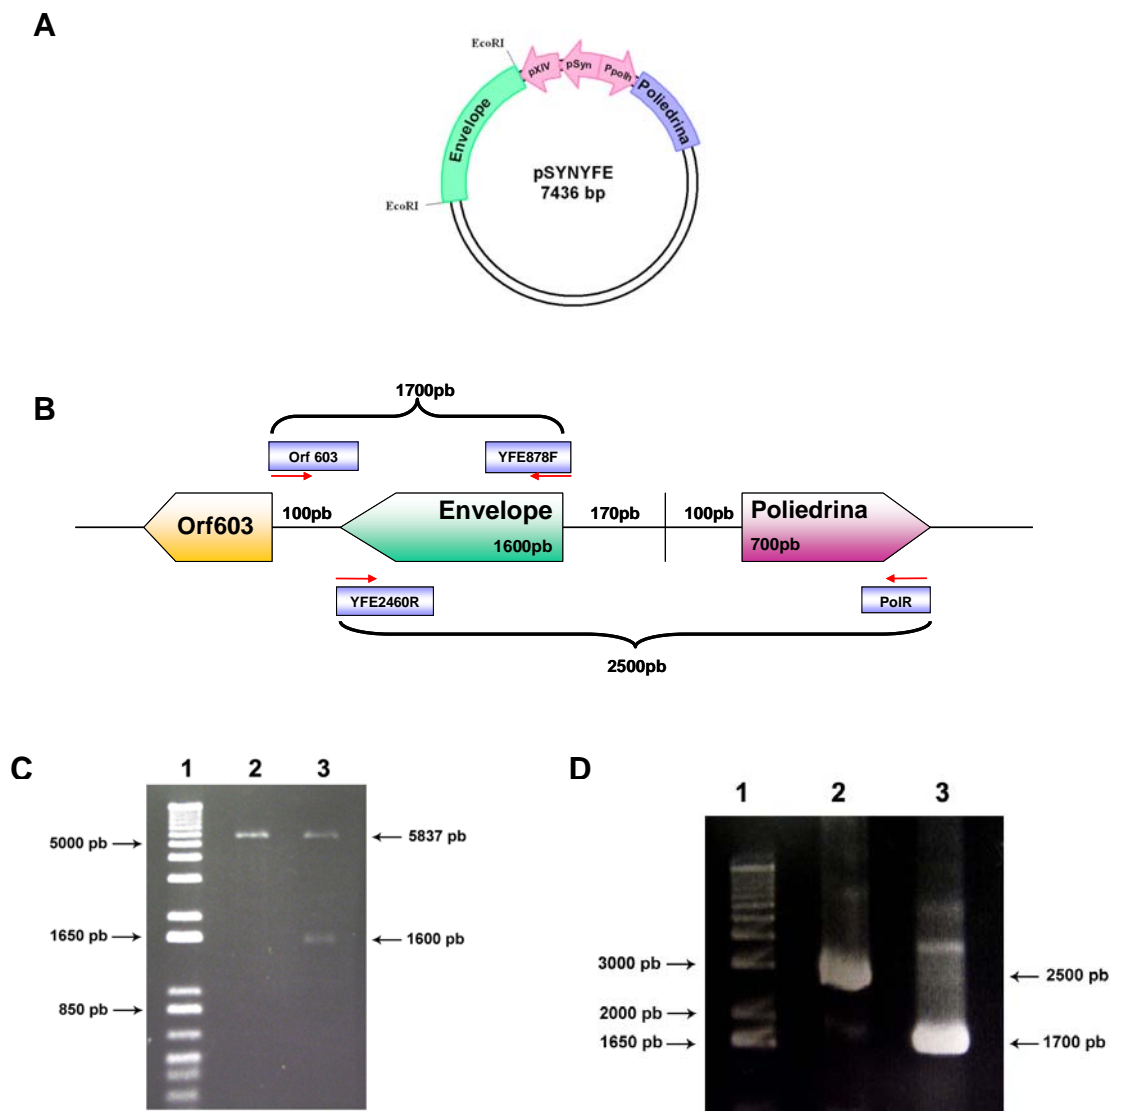 A
EcoRI
pXIV
pSyn
Ppolh
Poliedrina
Envelope
pSYNYFE
7436 bp
EcoRI
B
1700pb
Orf 603
YFE878F
Orf603
100pb
Envelope
1600pb
170pb
100pb
Poliedrina
700pb
YFE2460R
PolR
2500pb
C
1 2 3
5000 pb
5837 pb
1650 pb
1600 pb
850 pb
D
1 2 3
3000 pb
2500 pb
2000 pb
1650 pb
1700 pb